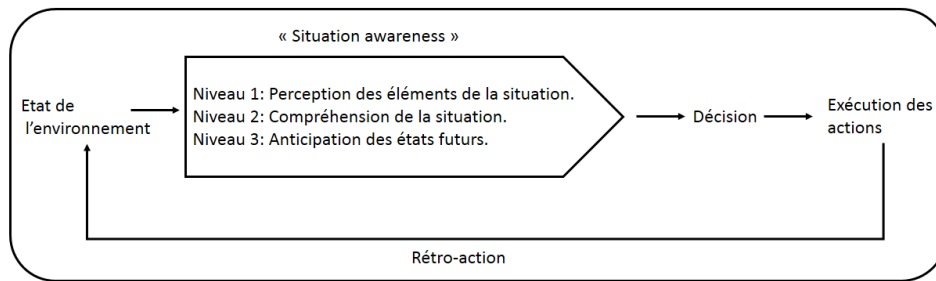 « Situation awareness »
Etat de
l’environnement
Niveau 1: Perception des éléments de la situation.
Niveau 2: Compréhension de la situation.
Niveau 3: Anticipation des états futurs.
Décision
Exécution des
actions
Rétro-action